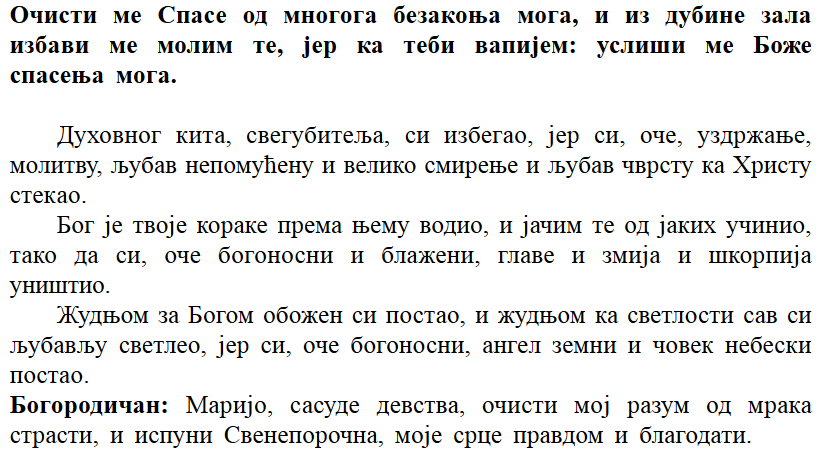 Очисти ме Спасе од многога безакоња мога, и из дубине зала
избави ме молим те, јер ка теби вапијем: услиши ме Боже
спасења мога.
Духовног кита, свегубитеља, си избегао, јер си, оче, уздржање,
молитву, љубав непомућену и велико смирење и љубав чврсту ка Христу
стекао.
Бог је твоје кораке према њему водио, и јачим те од јаких учинио,
тако да си, оче богоносни и блажени, главе и змија и шкорпија
уништио.
Жудњом за Богом обожен си постао, и жудњом ка светлости сав си
љубављу светлео, јер си, оче богоносни, ангел земни и човек небески
постао.
Богородичан: Маријо, сасуде девства, очисти мој разум од мрака
страсти, и испуни Свенепорочна, моје срце правдом и благодати.